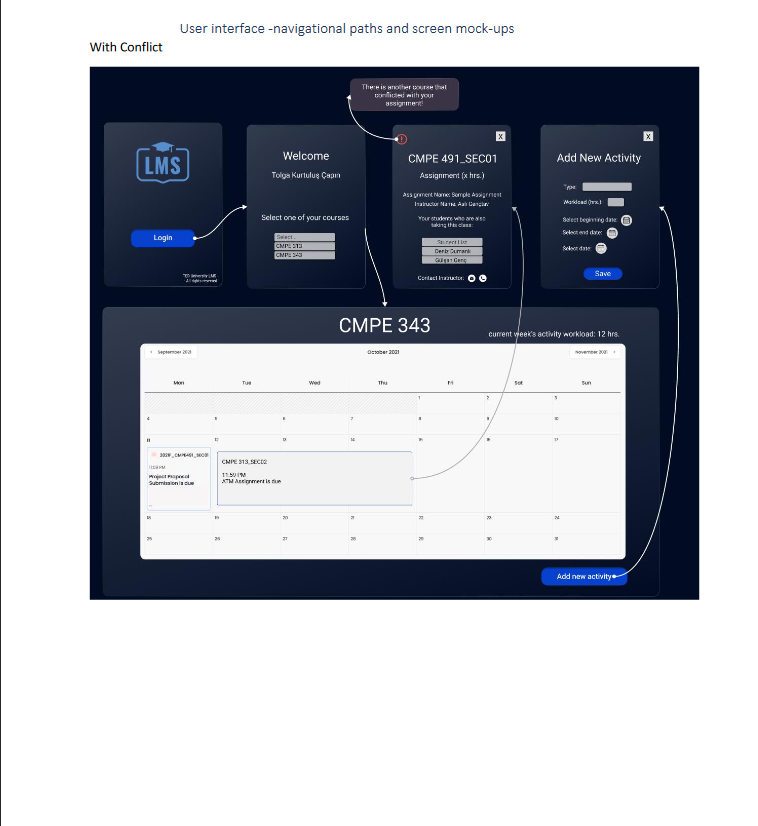 User interface -navigational paths and screen mock-ups
With Conflict
There is another course that
conflicted with your
assignment!
LMS
Login
TED University LMS
All rights reserved
Welcome
Tolga Kurtuluş Çapın
Select one of your courses
Select...
CMPE 313
CMPE 343
X
CMPE 491_SEC01
Assignment (x hrs.)
Assignment Name: Sample Assignment
Instructor Name: Aslı Gençtav
Your students who are also
taking this class:
Student List
Deniz Dumanlı
Gülşen Genç
Contact Instructor:
X
Add New Activity
Type:
Workload (hrs.):
Select beginning date:
Select end date:
Select date:
Save
CMPE 343
current week's activity workload: 12 hrs.
< September 2021
October 2021
November 2021 >
Mon Tue Wed Thu Fri Sat Sun
1 2 3
4 5 6 7 8 9 10
11 12 13 14 15 16 17
2021F_CMPE491_SEC01
11:59 PM
Project Proposal
Submission is due
CMPE 313_SEC02
11:59 PM
ATM Assignment is due
18 19 20 21 22 23 24
25 26 27 28 29 30 31
Add new activity